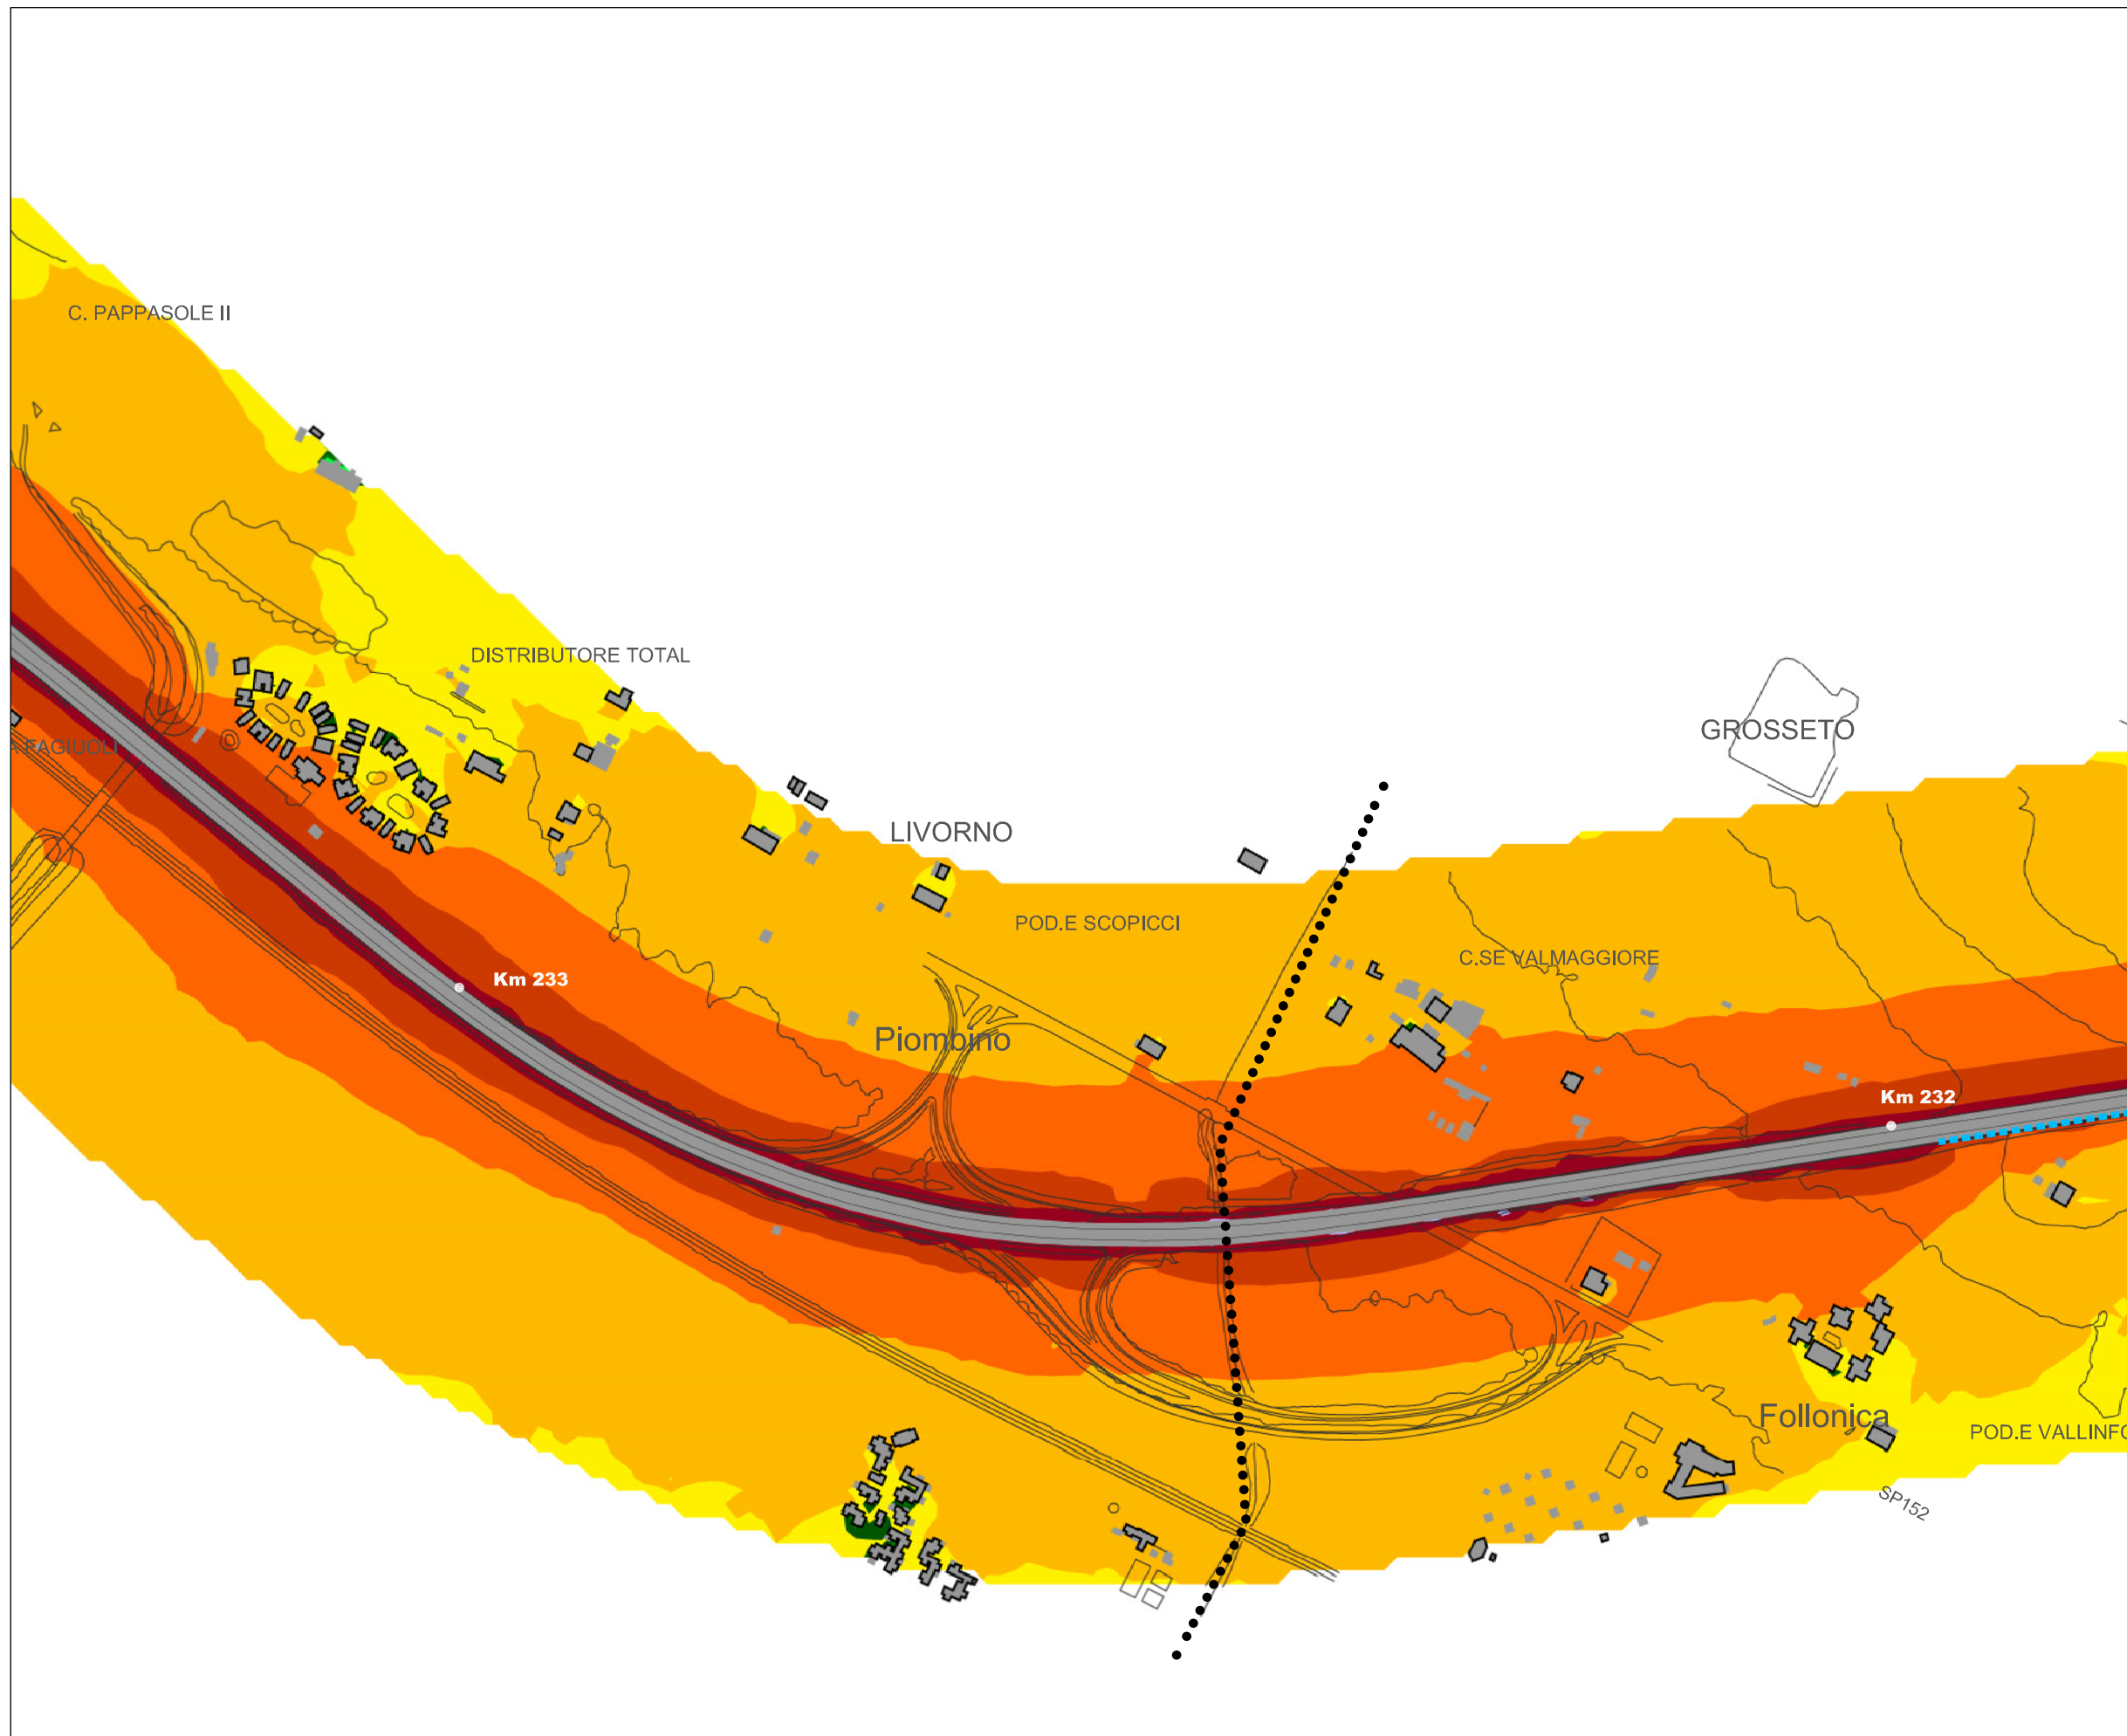 C. PAPPASOLE II
DISTRIBUTORE TOTAL
GROSSETO
A FAGIUOLI
LIVORNO
POD.E SCOPICCI
C.SE VALMAGGIORE
Km 233
Piombino
Km 232
Follonica
POD.E VALLINFO
SP152